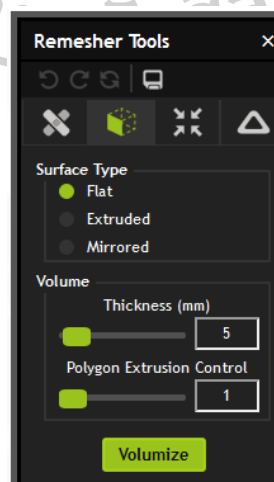 Remesher Tools
Surface Type
Flat
Extruded
Mirrored
Volume
Thickness (mm)
5
Polygon Extrusion Control
1
Volumize